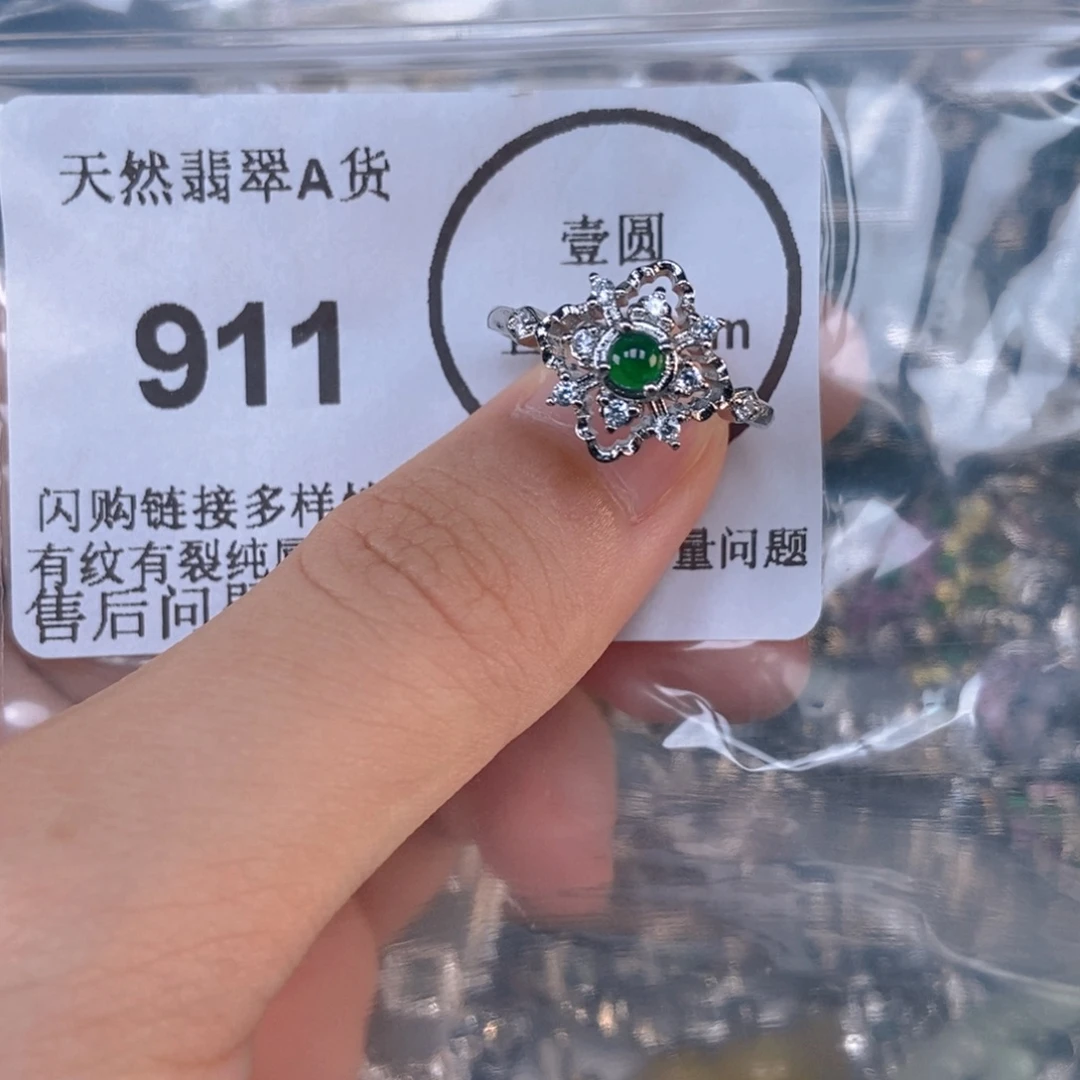 天然翡翠A货
壹圆
911
m
闪购链接多样
有纹有裂纯 量问题
售后问